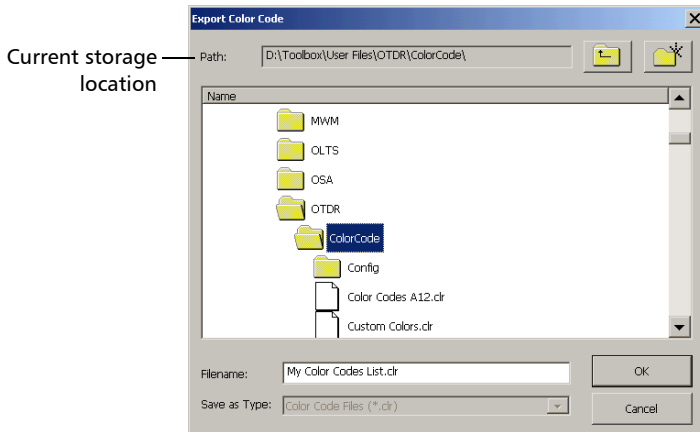 Export Color Code
Current storage
location
Path: D:\Toolbox\User Files\OTDR\ColorCode\
Name
MWM
OLTS
OSA
OTDR
ColorCode
Config
Color Codes A12.clr
Custom Colors.clr
Filename: My Color Codes List.clr
OK
Save as Type: Color Code Files (*.clr)
Cancel